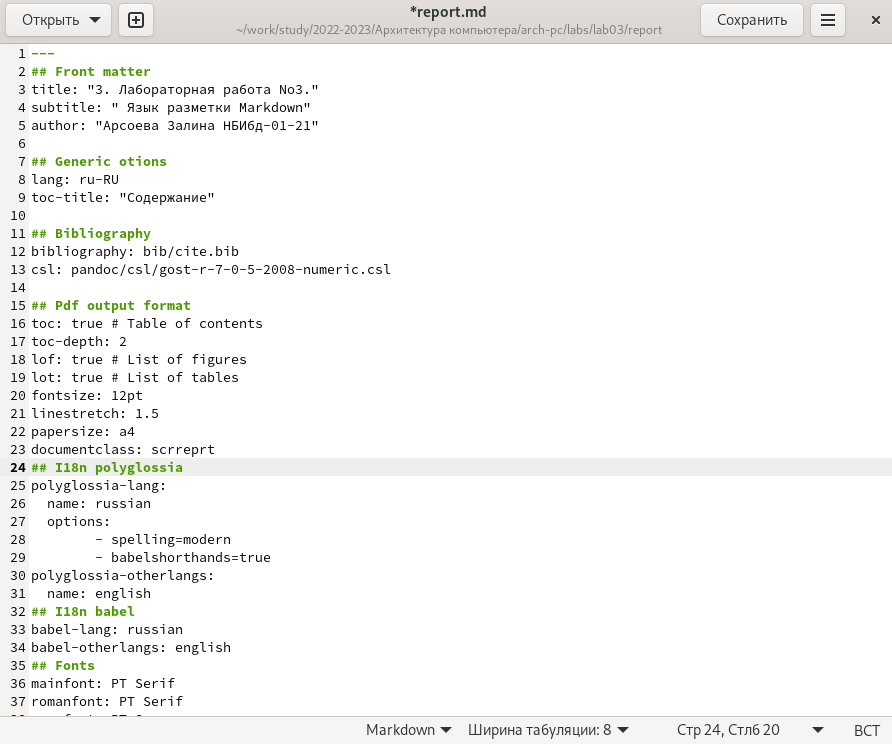 Открыть
*report.md
~/work/study/2022-2023/Архитектура компьютера/arch-pc/labs/lab03/report
Сохранить
1 ---
2 ## Front matter
3 title: "3. Лабораторная работа No3."
4 subtitle: " Язык разметки Markdown"
5 author: "Арсоева Залина НБИбд-01-21"
6
7 ## Generic otions
8 lang: ru-RU
9 toc-title: "Содержание"
10
11 ## Bibliography
12 bibliography: bib/cite.bib
13 csl: pandoc/csl/gost-r-7-0-5-2008-numeric.csl
14
15 ## Pdf output format
16 toc: true # Table of contents
17 toc-depth: 2
18 lof: true # List of figures
19 lot: true # List of tables
20 fontsize: 12pt
21 linestretch: 1.5
22 papersize: a4
23 documentclass: scrreprt
24 ## I18n polyglossia
25 polyglossia-lang:
26   name: russian
27   options:
28         - spelling=modern
29         - babelshorthands=true
30 polyglossia-otherlangs:
31   name: english
32 ## I18n babel
33 babel-lang: russian
34 babel-otherlangs: english
35 ## Fonts
36 mainfont: PT Serif
37 romanfont: PT Serif
Markdown
Ширина табуляции: 8
Стр 24, Стлб 20
ВСТ